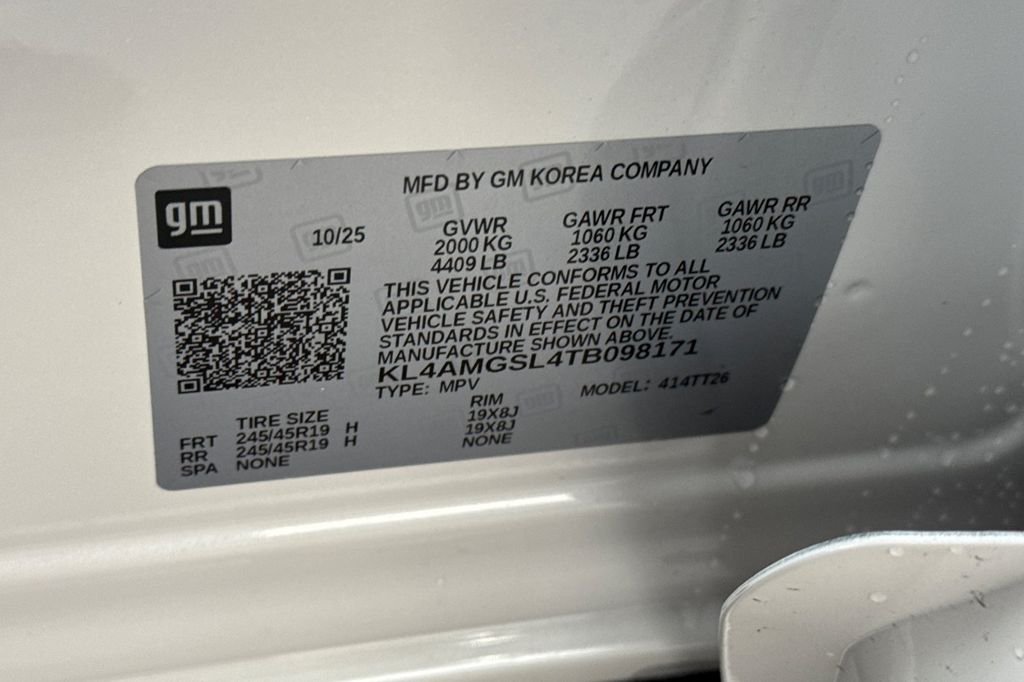 gm
MFD BY GM KOREA COMPANY
10/25
GVWR GAWR FRT GAWR RR
2000 KG 1060 KG 1060 KG
4409 LB 2336 LB 2336 LB
THIS VEHICLE CONFORMS TO ALL
APPLICABLE U.S. FEDERAL MOTOR
VEHICLE SAFETY AND THEFT PREVENTION
STANDARDS IN EFFECT ON THE DATE OF
MANUFACTURE SHOWN ABOVE.
KL4AMGSL4TB098171
TYPE: MPV MODEL: 414TT26
TIRE SIZE RIM
FRT 245/45R19 H 19X8J
RR 245/45R19 H 19X8J
SPA NONE NONE